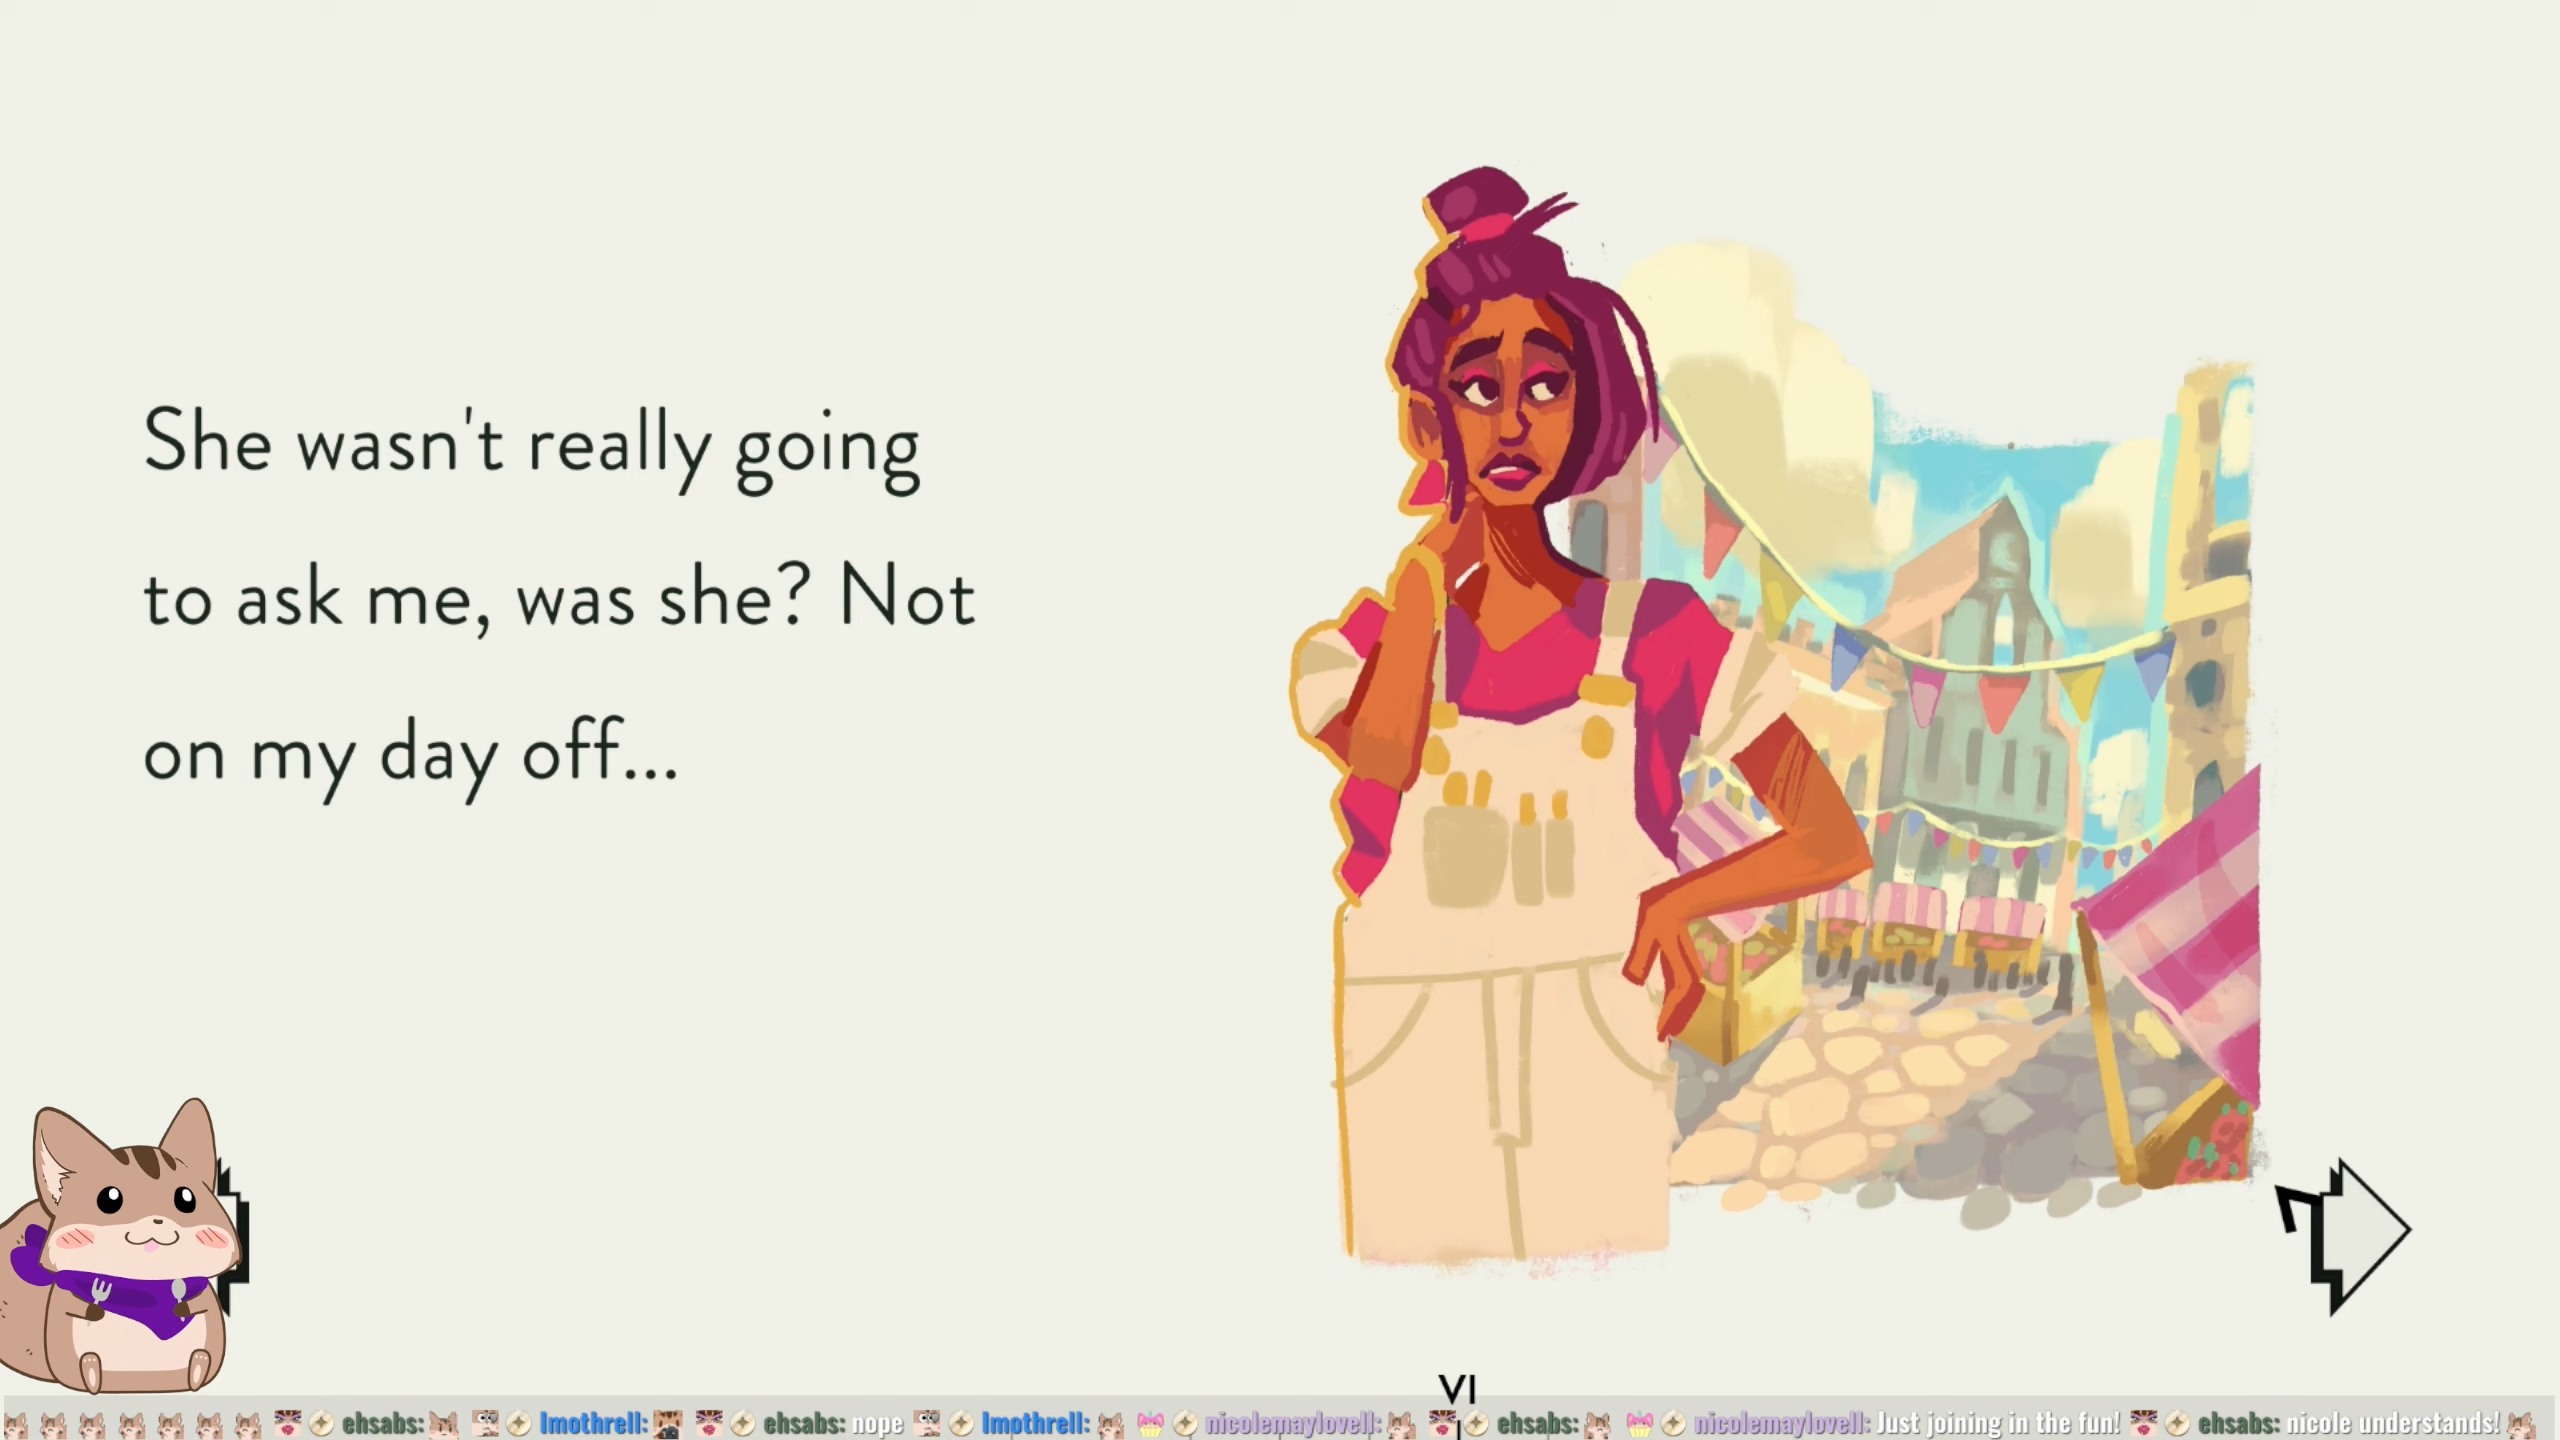 She wasn't really going
to ask me, was she? Not
on my day off...
VI
ehsabs: lmothrell: ehsabs: nope lmothrell: nicolemaylovell: ehsabs: nicolemaylovell: Just joining in the fun! ehsabs: nicole understands!